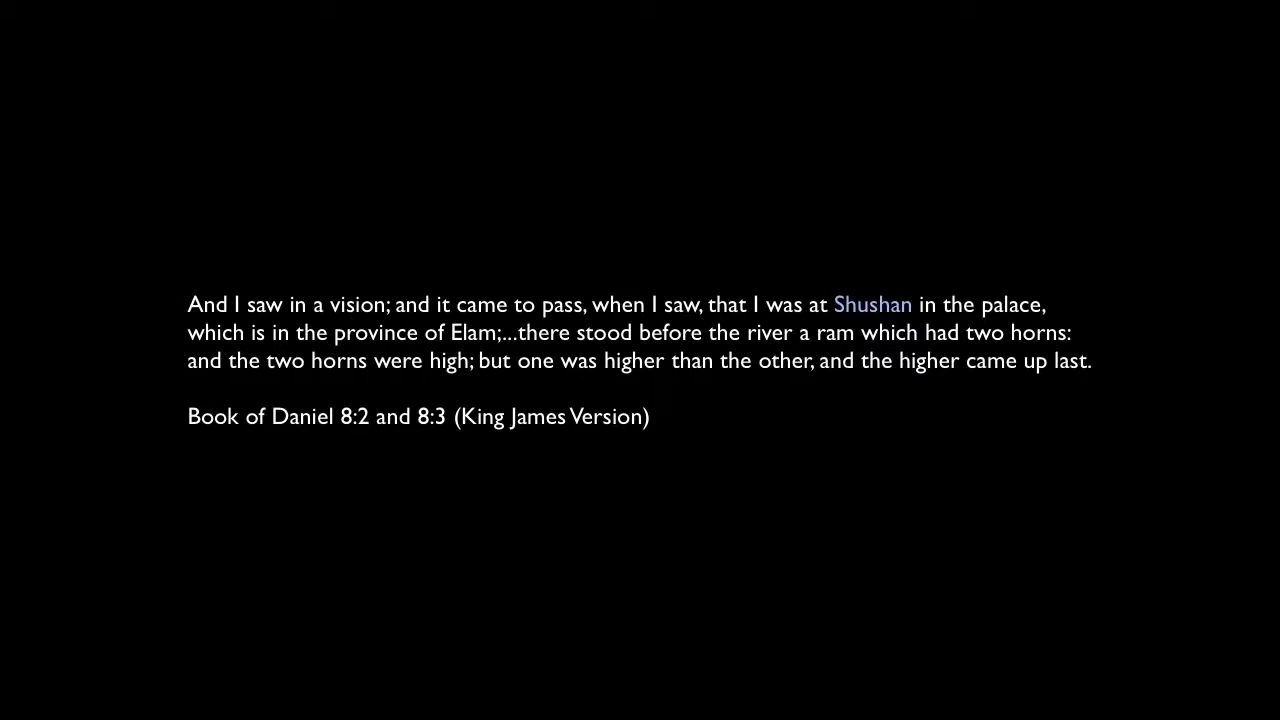 And I saw in a vision; and it came to pass, when I saw, that I was at Shushan in the palace,
which is in the province of Elam;...there stood before the river a ram which had two horns:
and the two horns were high; but one was higher than the other, and the higher came up last.
Book of Daniel 8:2 and 8:3 (King James Version)